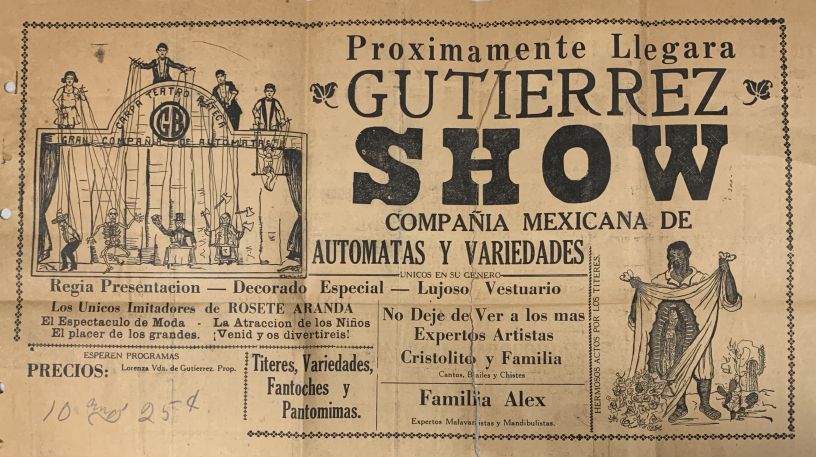 Proximamente Llegara
GUTIERREZ
SHOW
COMPAÑIA MEXICANA DE
AUTOMATAS Y VARIEDADES
UNICOS EN SU GENERO
CARPA TEATRO
GB
GRAN COMPAÑIA DE AUTOMATAS
Regia Presentacion — Decorado Especial — Lujoso Vestuario
Los Unicos Imitadores de ROSETE ARANDA
El Espectaculo de Moda - La Atraccion de los Niños
El placer de los grandes. ¡Venid y os divertireis!
ESPEREN PROGRAMAS
PRECIOS: Lorenza Vda. de Gutierrez. Prop.
10 and 25¢
Titeres, Variedades,
Fantoches y
Pantomimas.
No Deje de Ver a los mas
Expertos Artistas
Cristolito y Familia
Cantos, Bailes y Chistes
Familia Alex
Expertos Malavaristas y Mandibulistas.
HERMOSOS ACTOS POR LOS TITERES.